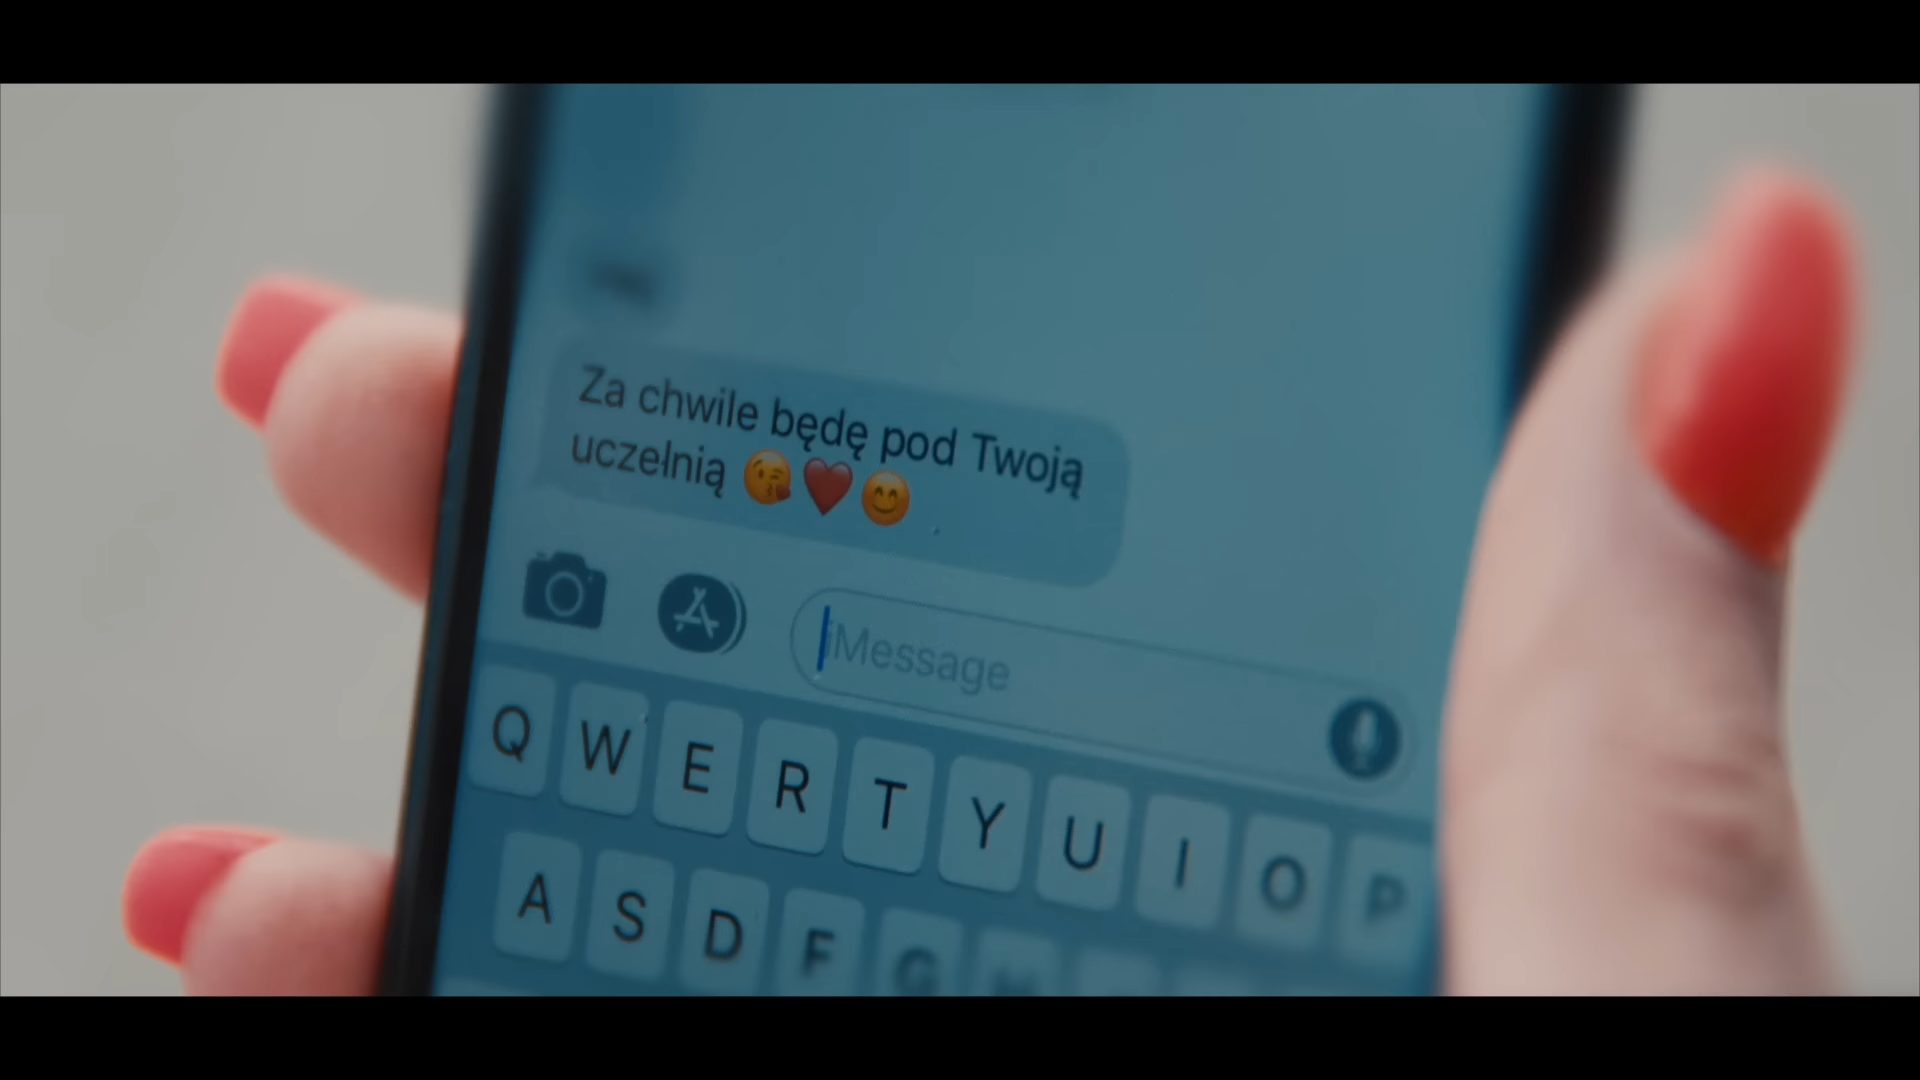 Za chwile będę pod Twoją
uczelnią 😘❤️😊
iMessage
Q W E R T Y U I O P
A S D F G H